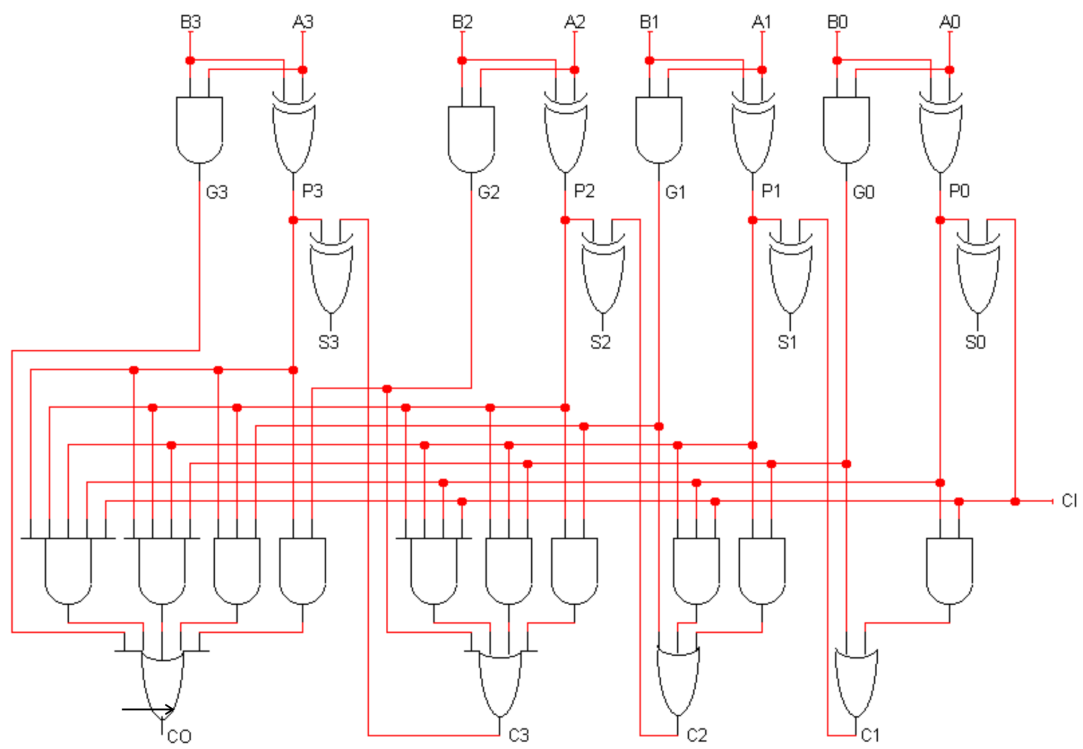 B3 A3 B2 A2 B1 A1 B0 A0
G3 P3 G2 P2 G1 P1 G0 P0
S3 S2 S1 S0
CI
CO C3 C2 C1